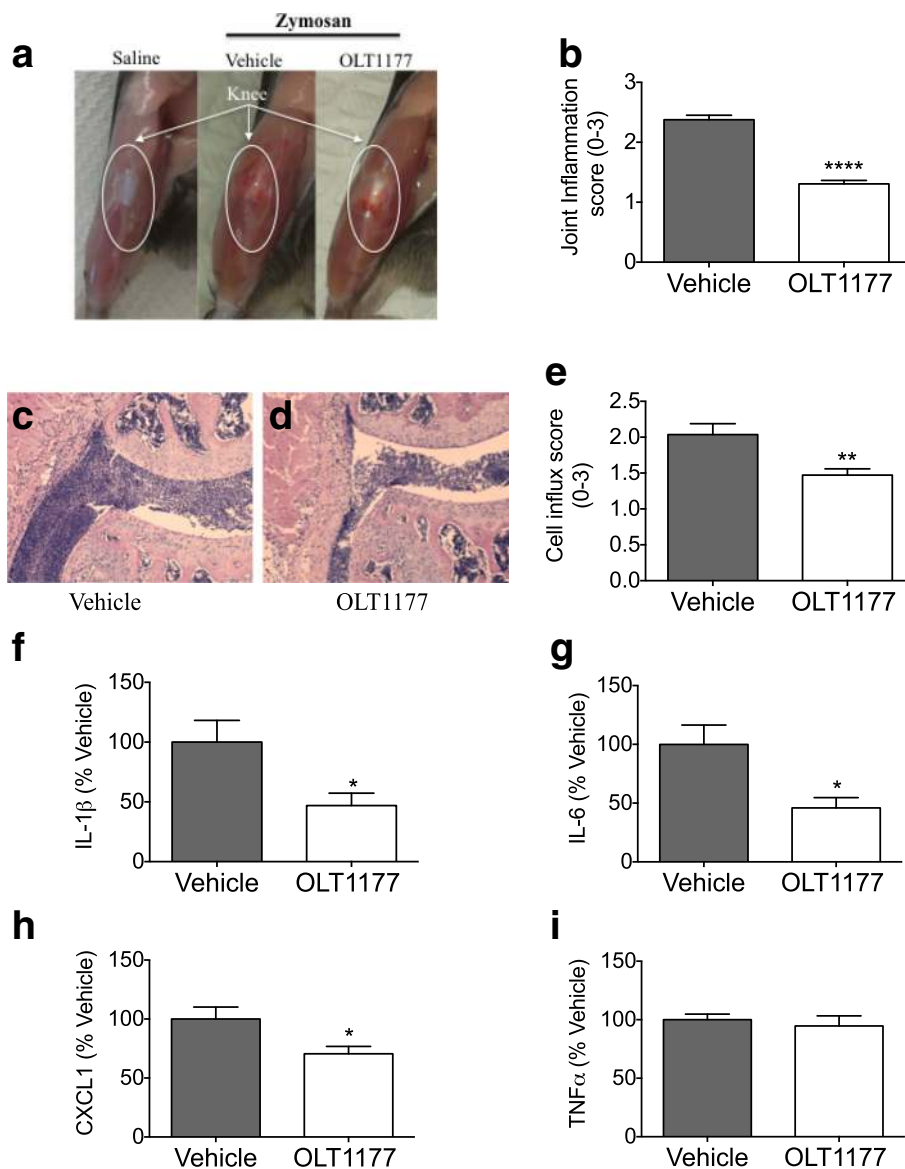 Zymosan
a
Saline
Vehicle
OLT1177
Knee
b
Joint Inflammation
score (0-3)
3
2
1
0
****
Vehicle
OLT1177
c
Vehicle
d
OLT1177
e
Cell influx score
(0-3)
2.5
2.0
1.5
1.0
0.5
0.0
**
Vehicle
OLT1177
f
IL-1β (% Vehicle)
150
100
50
0
*
Vehicle
OLT1177
g
IL-6 (% Vehicle)
150
100
50
0
*
Vehicle
OLT1177
h
CXCL1 (% Vehicle)
150
100
50
0
*
Vehicle
OLT1177
i
TNFα (% Vehicle)
150
100
50
0
Vehicle
OLT1177